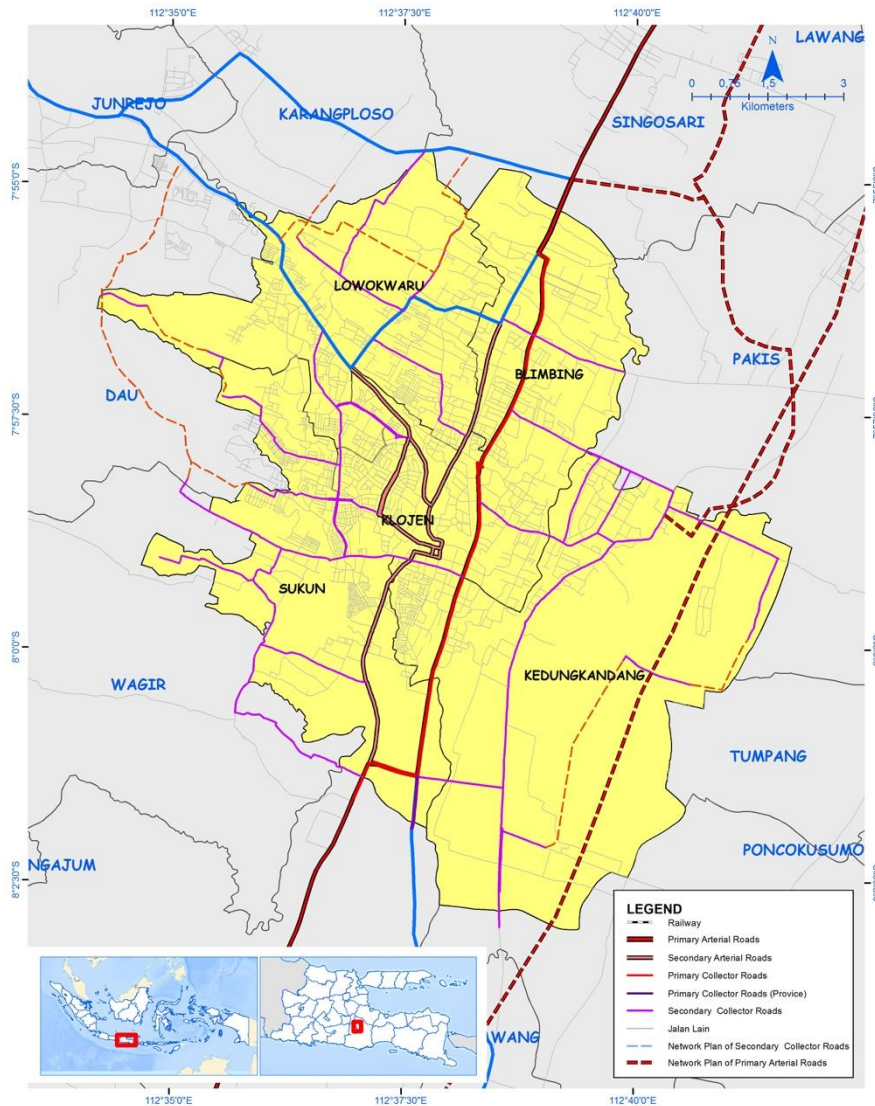 112°35'0"E 112°37'30"E 112°40'0"E
LAWANG
N
JUNREJO
0 0,75 1,5 3
Kilometers
KARANGPLOSO
SINGOSARI
7°55'0"S
LOWOKWARU
PAKIS
BLIMBING
DAU
7°57'30"S
KLOJEN
SUKUN
8°0'0"S
KEDUNGKANDANG
WAGIR
TUMPANG
PONCOKUSUMO
NGAJUM
8°2'30"S
LEGEND
Railway
Primary Arterial Roads
Secondary Arterial Roads
Primary Collector Roads
Primary Collector Roads (Provice)
Secondary Collector Roads
Jalan Lain
Network Plan of Secondary Collector Roads
Network Plan of Primary Arterial Roads
WANG
112°35'0"E 112°37'30"E 112°40'0"E